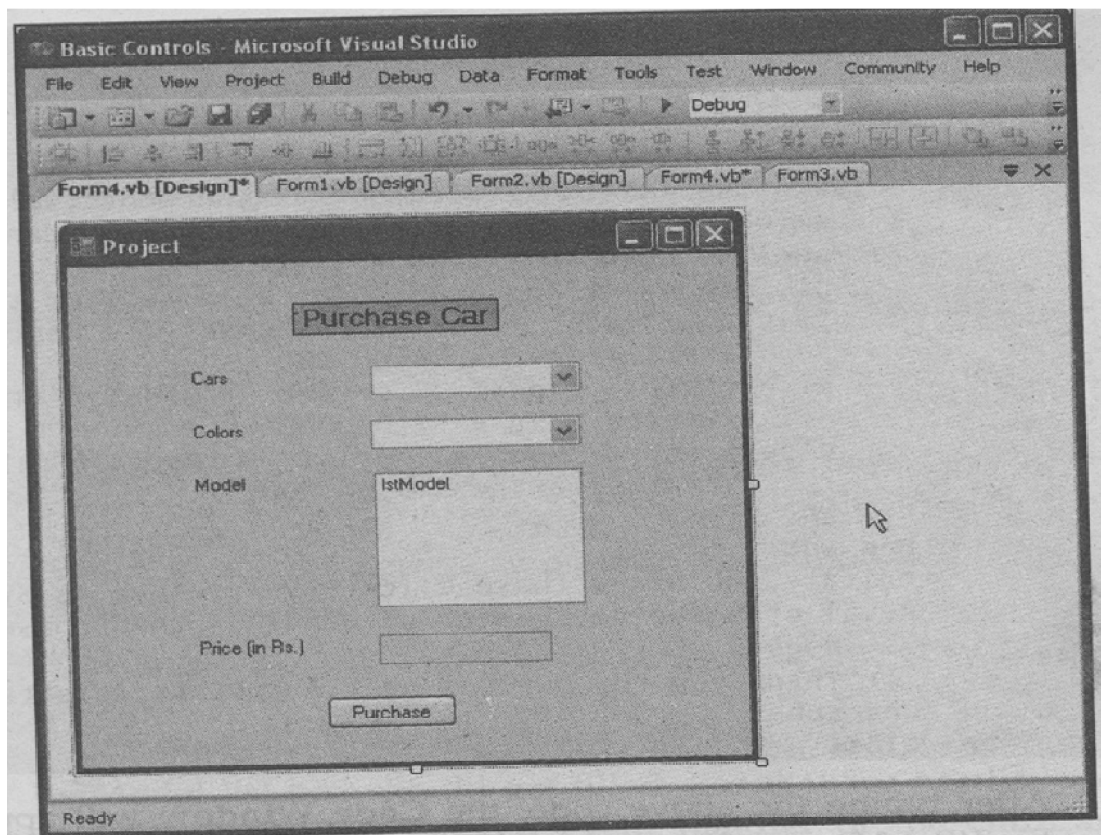 Basic Controls - Microsoft Visual Studio
File Edit View Project Build Debug Data Format Tools Test Window Community Help
Debug
Form4.vb [Design]* Form1.vb [Design] Form2.vb [Design] Form4.vb* Form3.vb
Project
Purchase Car
Cars
Colors
Model lstModel
Price (in Rs.)
Purchase
Ready